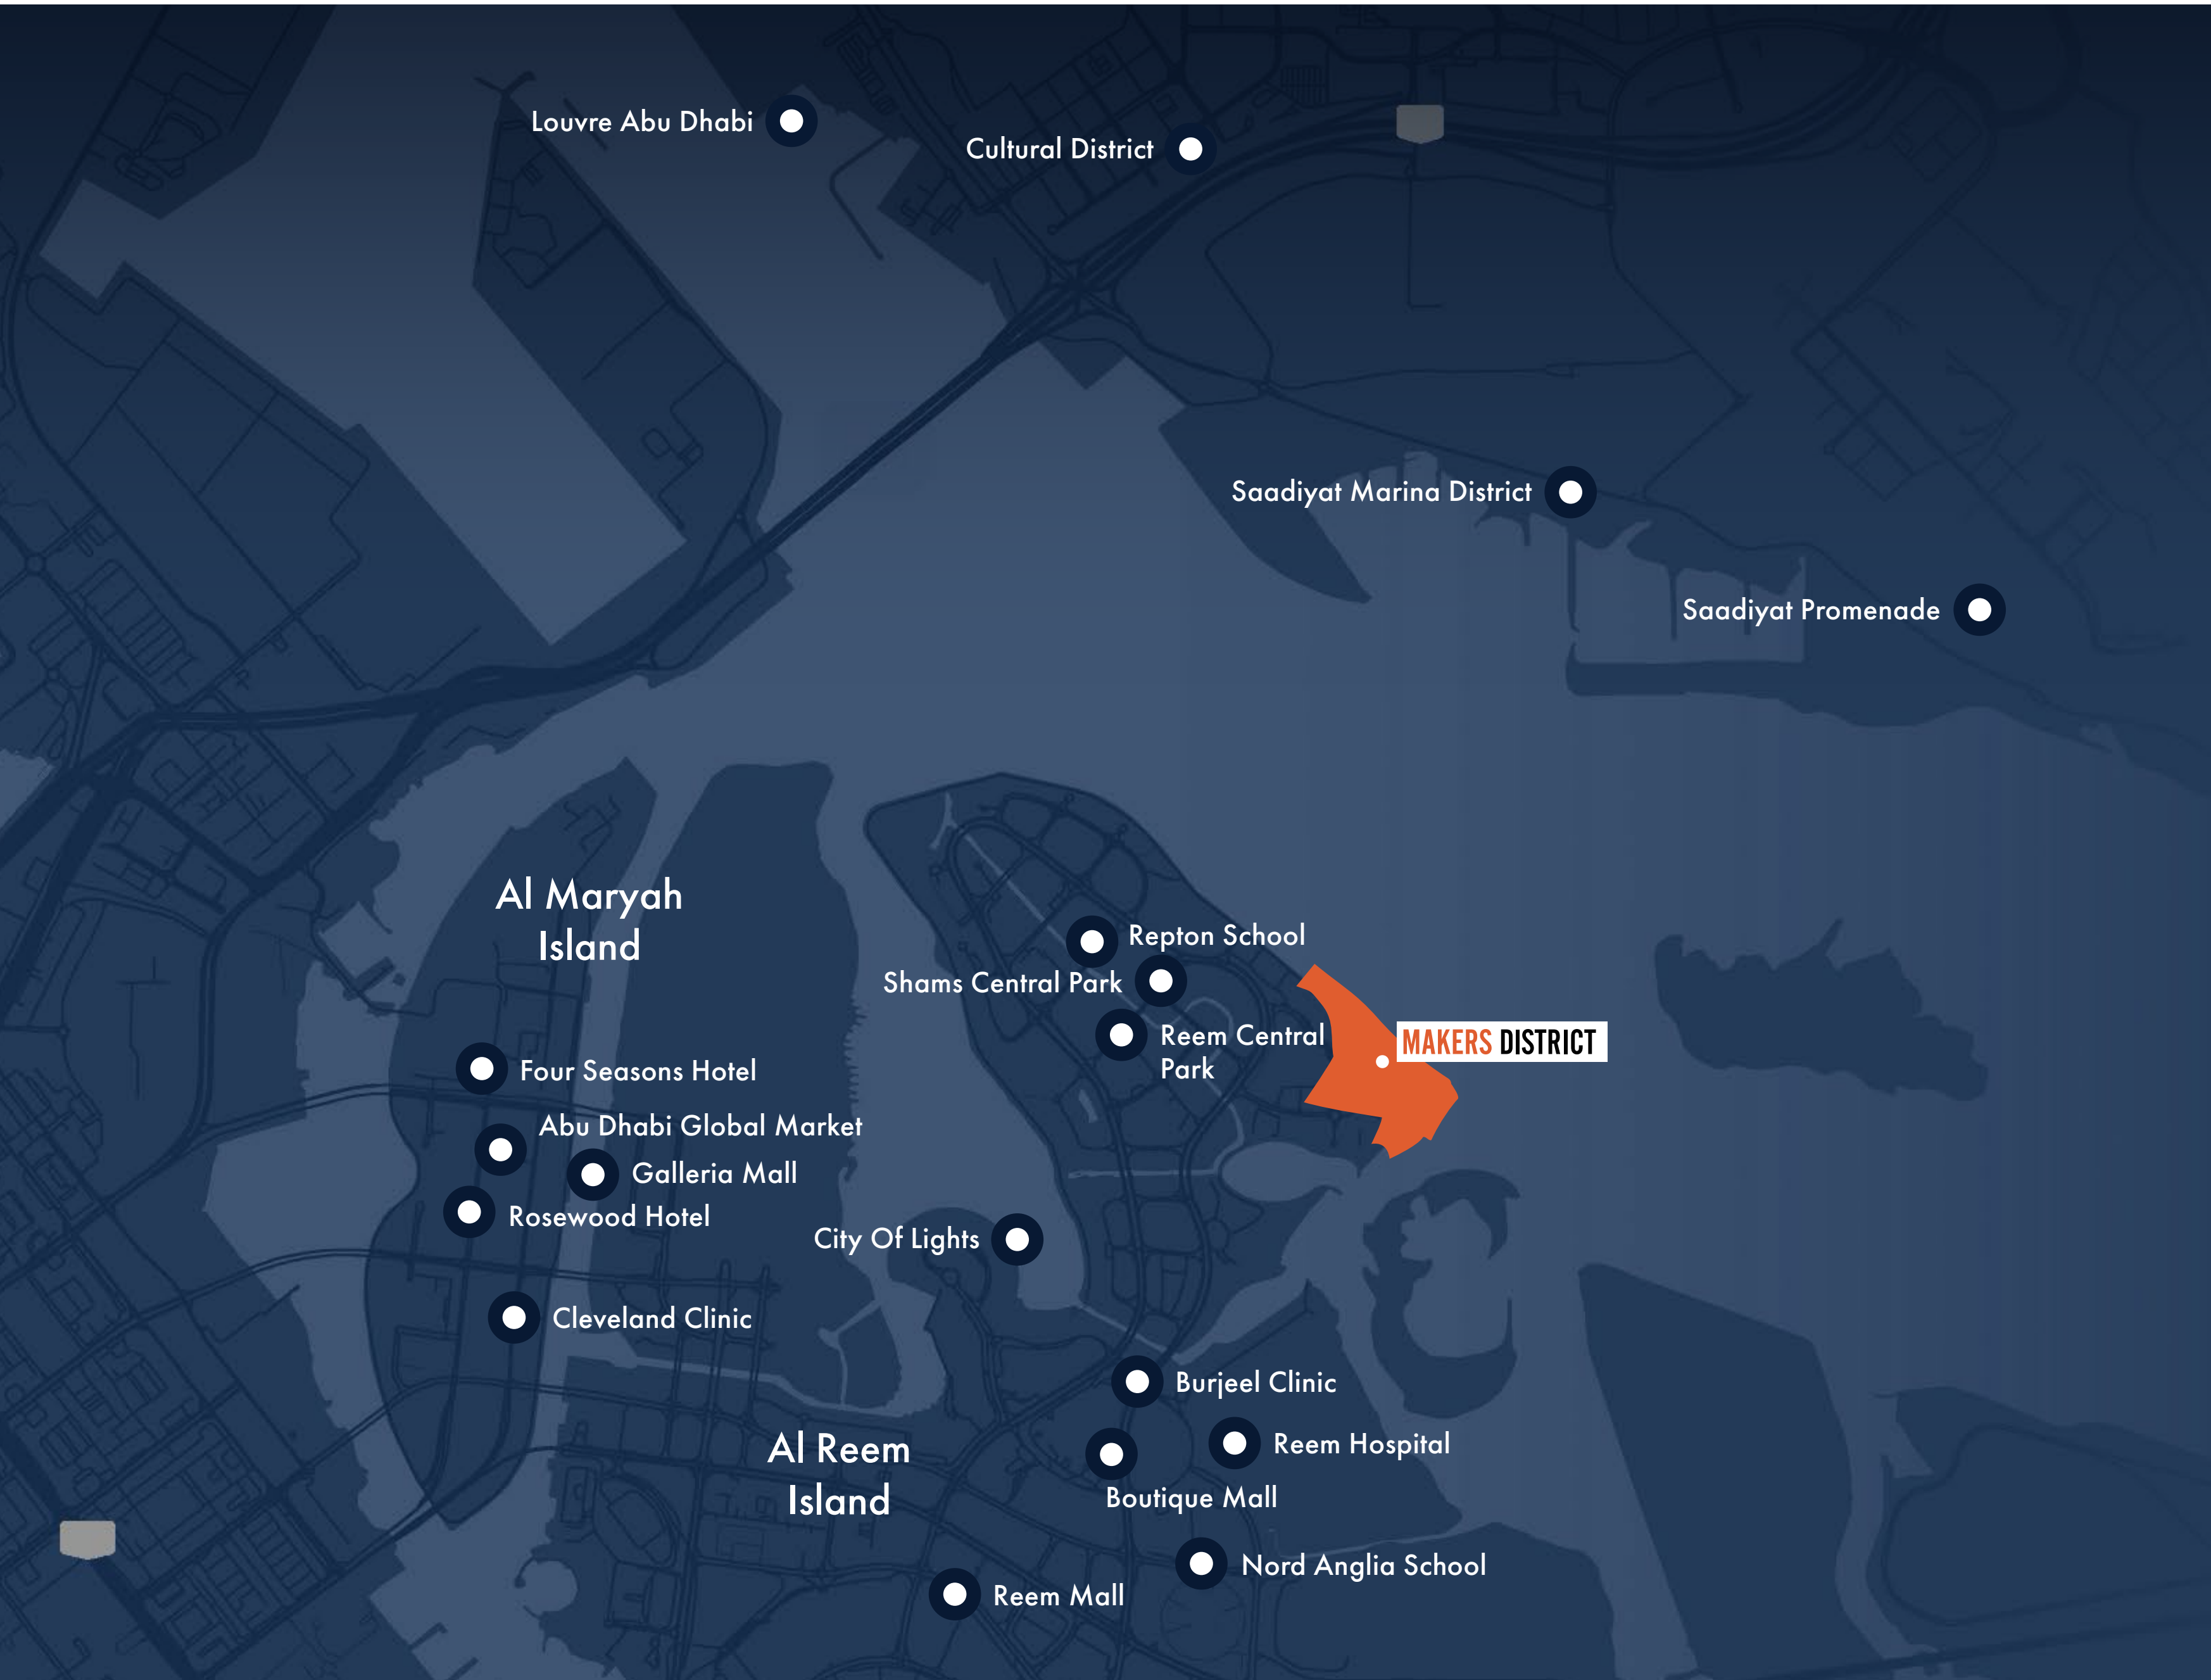 Louvre Abu Dhabi
Cultural District
Saadiyat Marina District
Saadiyat Promenade
Al Maryah
Island
Repton School
Shams Central Park
Reem Central
Park
MAKERS DISTRICT
Four Seasons Hotel
Abu Dhabi Global Market
Galleria Mall
Rosewood Hotel
City Of Lights
Cleveland Clinic
Burjeel Clinic
Al Reem
Island
Reem Hospital
Boutique Mall
Nord Anglia School
Reem Mall